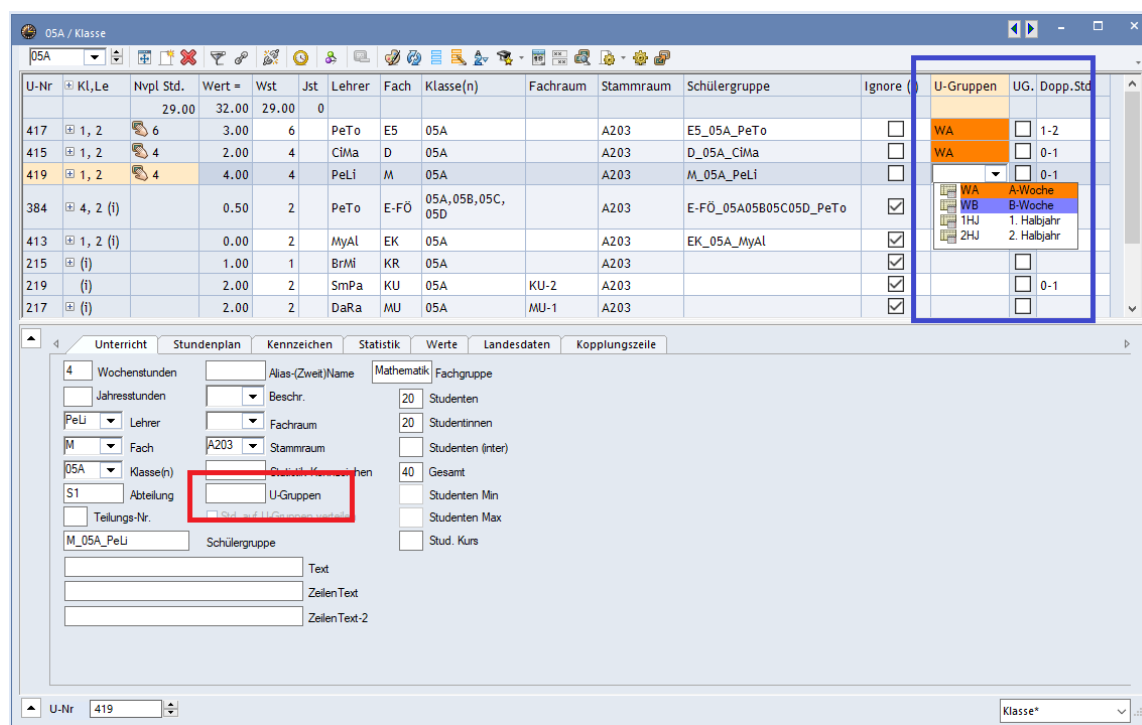 05A / Klasse
05A
U-Nr Kl,Le Nvpl Std. Wert = Wst Jst Lehrer Fach Klasse(n) Fachraum Stammraum Schülergruppe Ignore (i) U-Gruppen UG. Dopp.Std
29.00 32.00 29.00 0
417 1, 2 6 3.00 6 PeTo E5 05A A203 E5_05A_PeTo WA 1-2
415 1, 2 4 2.00 4 CiMa D 05A A203 D_05A_CiMa WA 0-1
419 1, 2 4 4.00 4 PeLi M 05A A203 M_05A_PeLi 0-1
WA A-Woche
384 4, 2 (i) 0.50 2 PeTo E-FÖ 05A,05B,05C, A203 E-FÖ_05A05B05C05D_PeTo WB B-Woche
05D 1HJ 1. Halbjahr
413 1, 2 (i) 0.00 2 MyAl EK 05A A203 EK_05A_MyAl 2HJ 2. Halbjahr
215 (i) 1.00 1 BrMi KR 05A A203
219 (i) 2.00 2 SmPa KU 05A KU-2 A203 0-1
217 (i) 2.00 2 DaRa MU 05A MU-1 A203
Unterricht Stundenplan Kennzeichen Statistik Werte Landesdaten Kopplungszeile
4 Wochenstunden Alias-(Zweit)Name Mathematik Fachgruppe
Jahresstunden Beschr. 20 Studenten
PeLi Lehrer Fachraum 20 Studentinnen
M Fach A203 Stammraum Studenten (inter)
05A Klasse(n) Statistik-Kennzeichen 40 Gesamt
S1 Abteilung U-Gruppen Studenten Min
Teilungs-Nr. Std. auf U-Gruppen verteilen Studenten Max
M_05A_PeLi Schülergruppe Stud. Kurs
Text
ZeilenText
ZeilenText-2
U-Nr 419 Klasse*